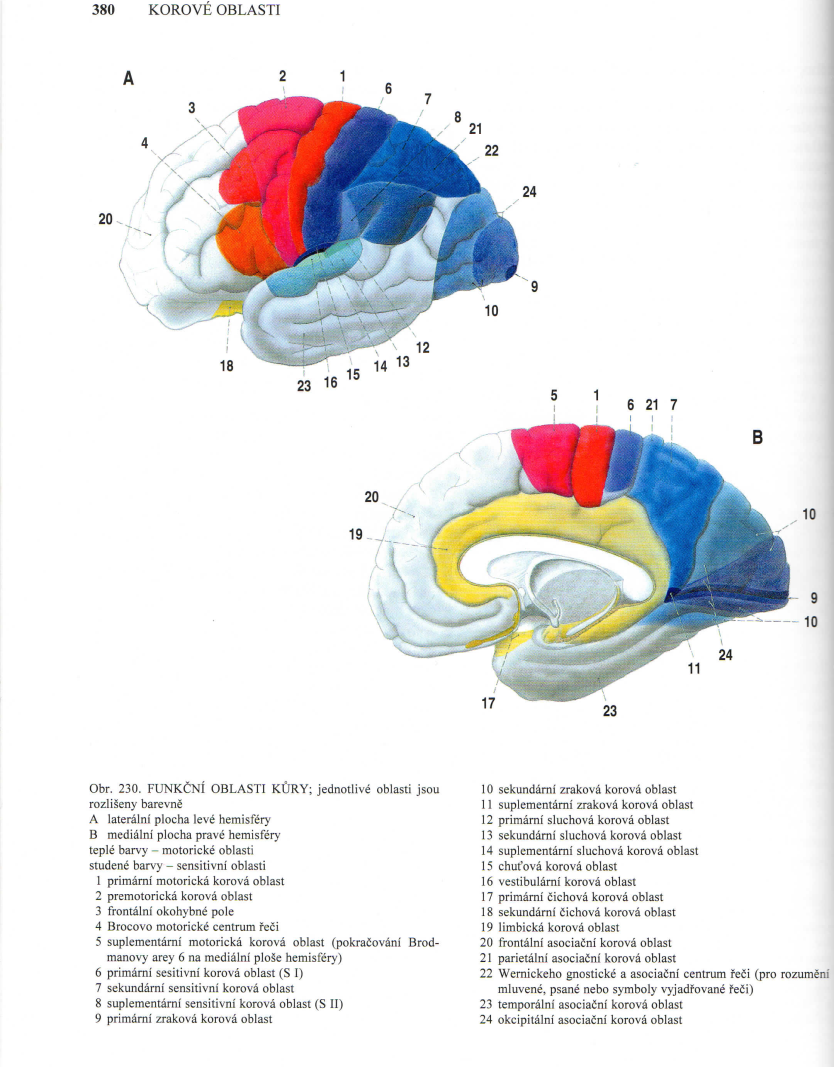 380 KOROVÉ OBLASTI
A
2 1 6 7
3 8
4 21
22
20 24
9
10
12
18 13
14
23 16 15
5 1 6 21 7
B
20
10
19
9
10
24
11
17
23
Obr. 230. FUNKČNÍ OBLASTI KŮRY; jednotlivé oblasti jsou
rozlišeny barevně
A laterální plocha levé hemisféry
B mediální plocha pravé hemisféry
teplé barvy – motorické oblasti
studené barvy – sensitivní oblasti
1 primární motorická korová oblast
2 premotorická korová oblast
3 frontální okohybné pole
4 Brocovo motorické centrum řeči
5 suplementární motorická korová oblast (pokračování Brod-
manovy arey 6 na mediální ploše hemisféry)
6 primární sesitivní korová oblast (S I)
7 sekundární sensitivní korová oblast
8 suplementární sensitivní korová oblast (S II)
9 primární zraková korová oblast
10 sekundární zraková korová oblast
11 suplementární zraková korová oblast
12 primární sluchová korová oblast
13 sekundární sluchová korová oblast
14 suplementární sluchová korová oblast
15 chuťová korová oblast
16 vestibulární korová oblast
17 primární čichová korová oblast
18 sekundární čichová korová oblast
19 limbická korová oblast
20 frontální asociační korová oblast
21 parietální asociační korová oblast
22 Wernickeho gnostické a asociační centrum řeči (pro rozumění
mluvené, psané nebo symboly vyjadřované řeči)
23 temporální asociační korová oblast
24 okcipitální asociační korová oblast